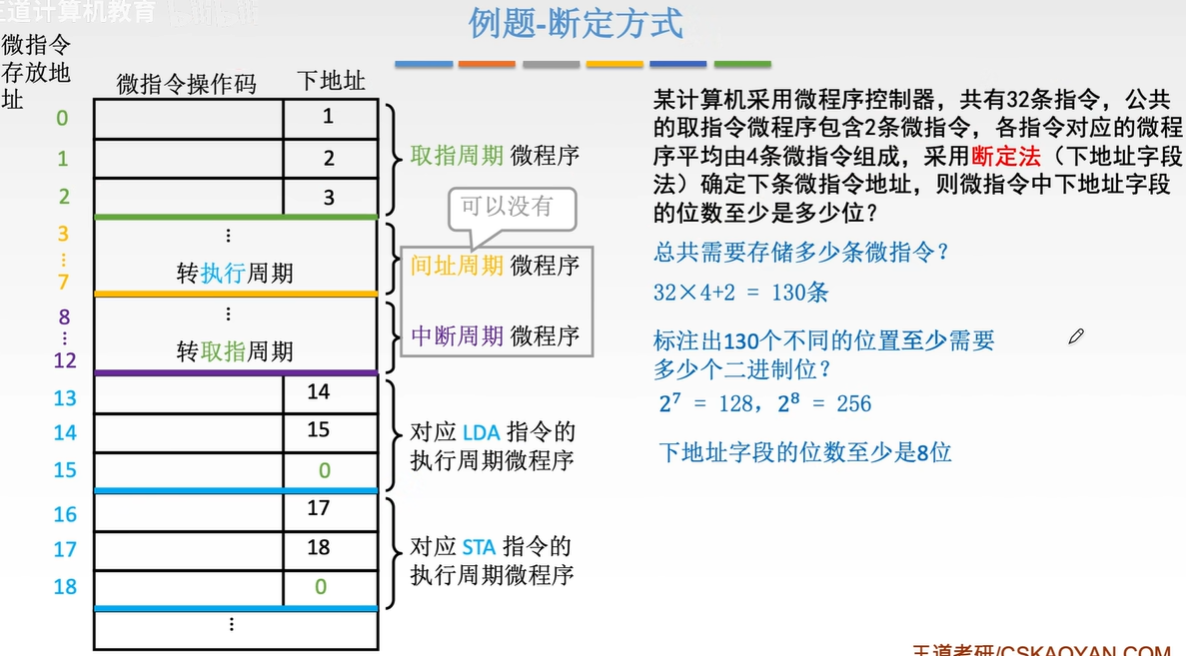 王道计算机教育
例题-断定方式
微指令
存放地
址
微指令操作码 下地址
0 1
1 2
2 3
取指周期 微程序
可以没有
3
⋮ ⋮
7 转执行周期
间址周期 微程序
8
⋮ ⋮
12 转取指周期
中断周期 微程序
13 14
14 15
15 0
对应 LDA 指令的
执行周期微程序
16 17
17 18
18 0
对应 STA 指令的
执行周期微程序
⋮
某计算机采用微程序控制器，共有32条指令，公共
的取指令微程序包含2条微指令，各指令对应的微程
序平均由4条微指令组成，采用断定法（下地址字段
法）确定下条微指令地址，则微指令中下地址字段
的位数至少是多少位？
总共需要存储多少条微指令？
32×4+2 = 130条
标注出130个不同的位置至少需要
多少个二进制位？
2⁷ = 128，2⁸ = 256
下地址字段的位数至少是8位
王道考研/CSKAOYAN.COM